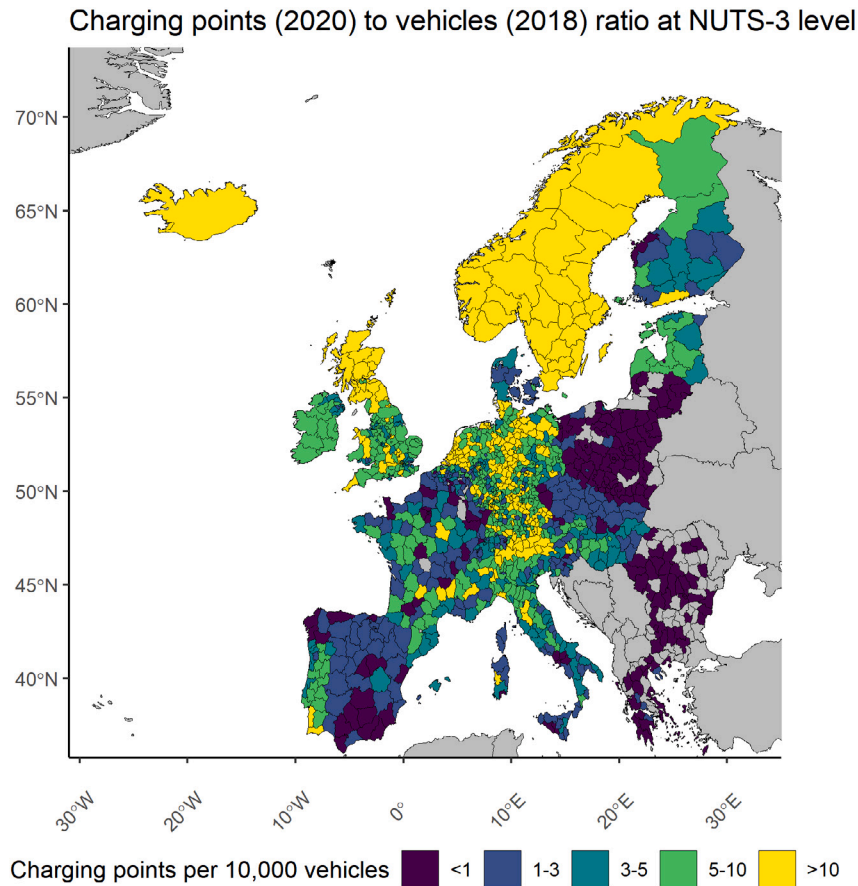 Charging points (2020) to vehicles (2018) ratio at NUTS-3 level
70°N
65°N
60°N
55°N
50°N
45°N
40°N
30°W
20°W
10°W
0°
10°E
20°E
30°E
Charging points per 10,000 vehicles
<1
1-3
3-5
5-10
>10